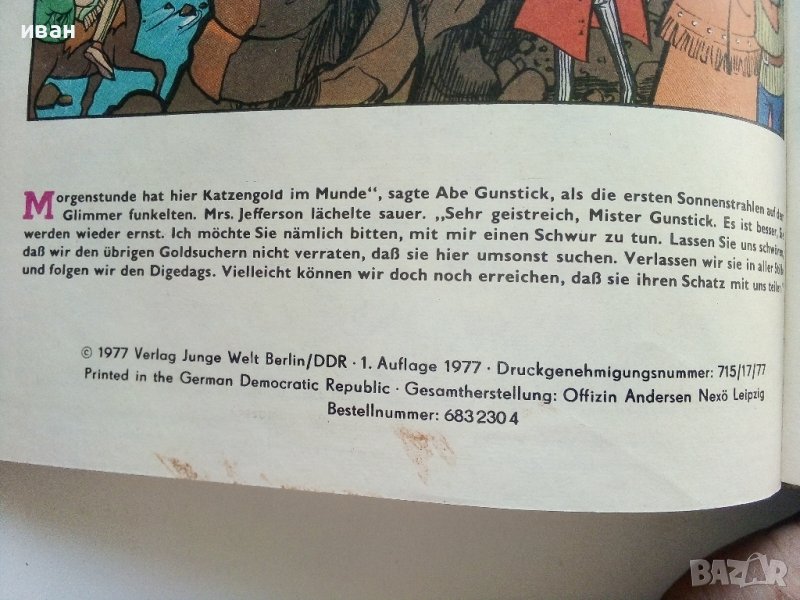 иван
Morgenstunde hat hier Katzengold im Munde“, sagte Abe Gunstick, als die ersten Sonnenstrahlen auf dem
Glimmer funkelten. Mrs. Jefferson lächelte sauer. „Sehr geistreich, Mister Gunstick. Es ist besser, Sie
werden wieder ernst. Ich möchte Sie nämlich bitten, mit mir einen Schwur zu tun. Lassen Sie uns schwören,
daß wir den übrigen Goldsuchern nicht verraten, daß sie hier umsonst suchen. Verlassen wir sie in aller Stille
und folgen wir den Digedags. Vielleicht können wir doch noch erreichen, daß sie ihren Schatz mit uns teilen.“
© 1977 Verlag Junge Welt Berlin/DDR · 1. Auflage 1977 · Druckgenehmigungsnummer: 715/17/77
Printed in the German Democratic Republic · Gesamtherstellung: Offizin Andersen Nexö Leipzig
Bestellnummer: 683 230 4
BAZAR